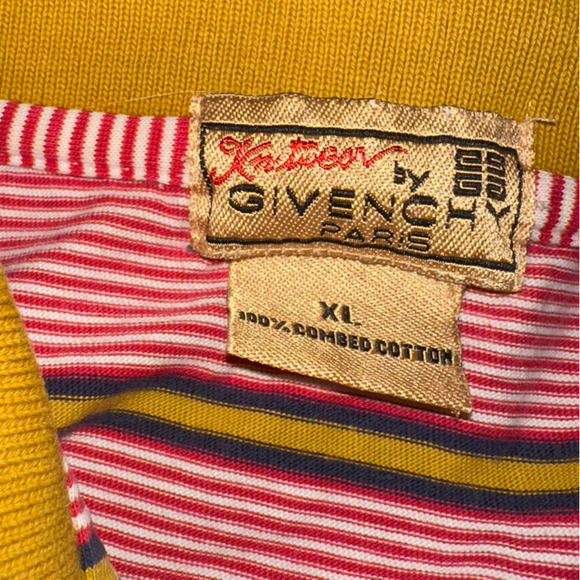 Knitwear by
GIVENCHY
PARIS
XL
100% COMBED COTTON